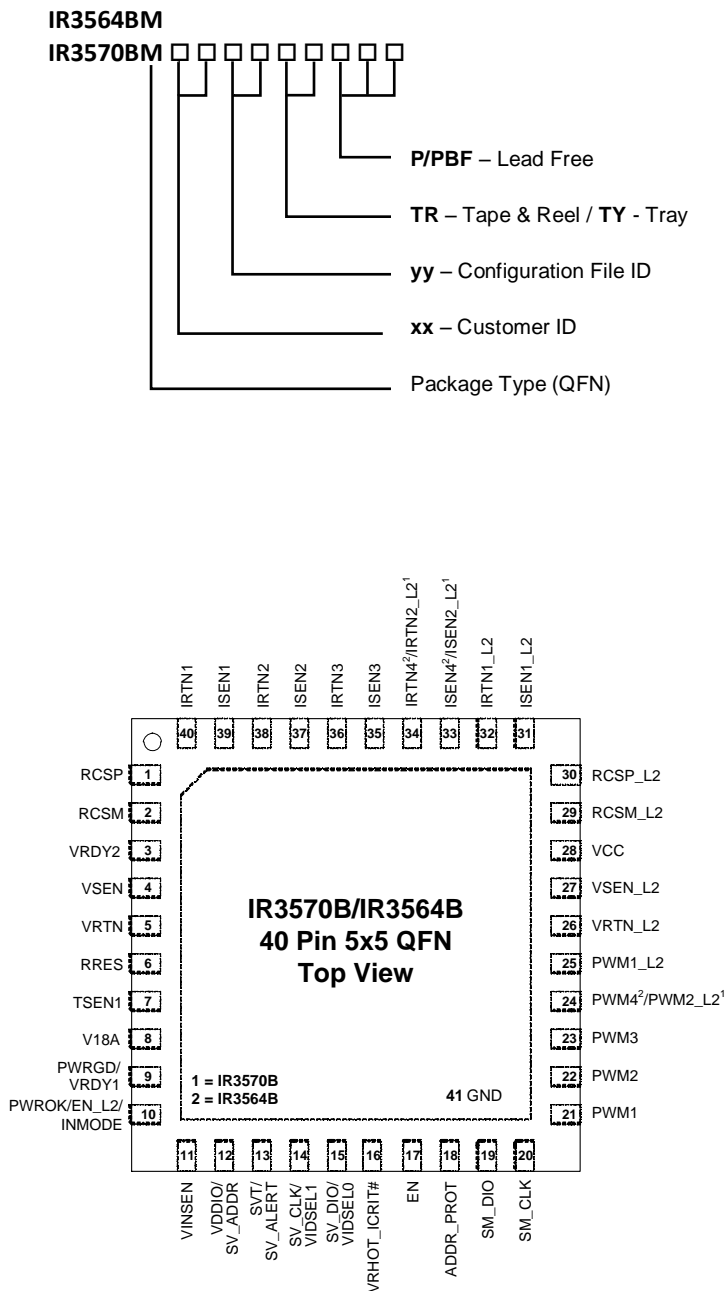 IR3564BM
IR3570BM
P/PBF – Lead Free
TR – Tape & Reel / TY - Tray
yy – Configuration File ID
xx – Customer ID
Package Type (QFN)
IRTN1
ISEN1
IRTN2
ISEN2
IRTN3
ISEN3
IRTN4²/IRTN2_L2¹
ISEN4²/ISEN2_L2¹
IRTN1_L2
ISEN1_L2
40 39 38 37 36 35 34 33 32 31
RCSP 1
RCSM 2
VRDY2 3
VSEN 4
VRTN 5
RRES 6
TSEN1 7
V18A 8
PWRGD/
VRDY1 9
PWROK/EN_L2/
INMODE 10
IR3570B/IR3564B
40 Pin 5x5 QFN
Top View
1 = IR3570B
2 = IR3564B
41 GND
30 RCSP_L2
29 RCSM_L2
28 VCC
27 VSEN_L2
26 VRTN_L2
25 PWM1_L2
24 PWM4²/PWM2_L2¹
23 PWM3
22 PWM2
21 PWM1
11 12 13 14 15 16 17 18 19 20
VINSEN
VDDIO/
SV_ADDR
SVT/
SV_ALERT
SV_CLK/
VIDSEL1
SV_DIO/
VIDSEL0
VRHOT_ICRIT#
EN
ADDR_PROT
SM_DIO
SM_CLK